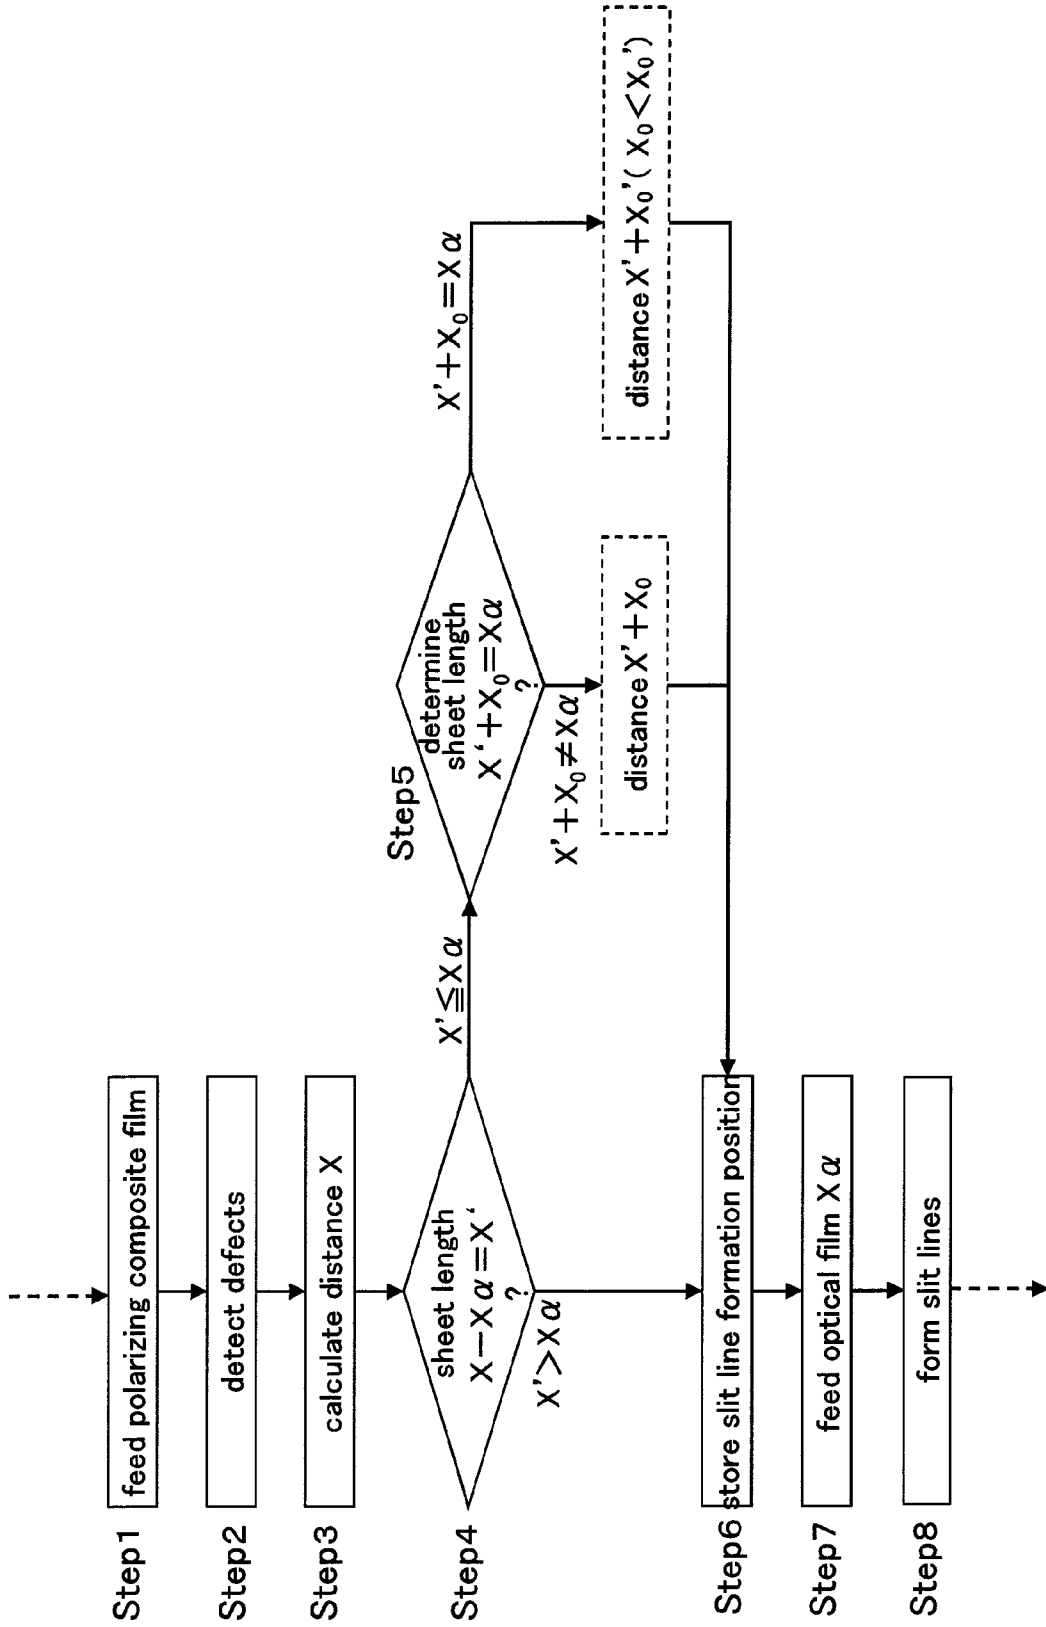 Step1
feed polarizing composite film
Step2
detect defects
Step3
calculate distance X
Step4
sheet length
X－Xα＝X‘
?
X'≦Xα
X'＞Xα
Step5
determine
sheet length
X‘＋X₀＝Xα
?
X'＋X₀＝Xα
X'＋X₀≠Xα
distance X'＋X₀
distance X'＋X₀'( X₀＜X₀')
Step6
store slit line formation position
Step7
feed optical film Xα
Step8
form slit lines